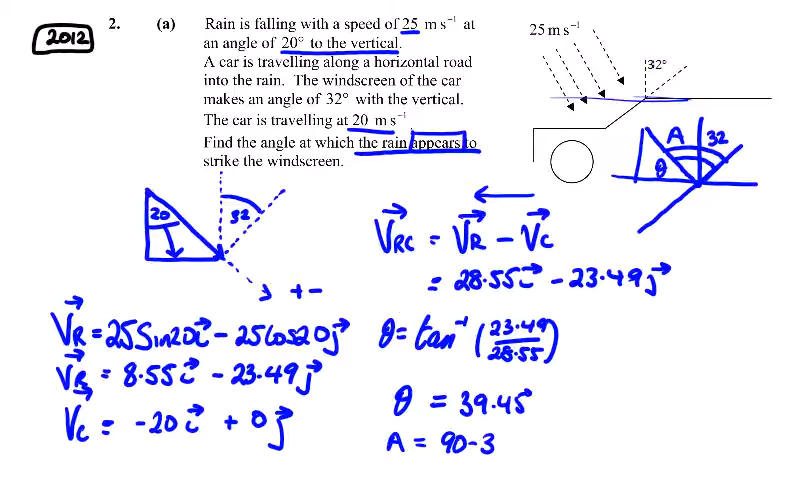 2012
2. (a) Rain is falling with a speed of 25 m s⁻¹ at
an angle of 20° to the vertical.
A car is travelling along a horizontal road
into the rain. The windscreen of the car
makes an angle of 32° with the vertical.
The car is travelling at 20 m s⁻¹.
Find the angle at which the rain appears to
strike the windscreen.
25 m s⁻¹
32°
A 32
θ
20
32
+ -
V⃗R = 25Sin20i⃗ - 25Cos20j⃗
V⃗R = 8.55i⃗ - 23.49j⃗
V⃗c = -20i⃗ + 0j⃗
V⃗RC = V⃗R - V⃗C
= 28.55i⃗ - 23.49j⃗
θ = tan⁻¹ (23.49/28.55)
θ = 39.45°
A = 90-3